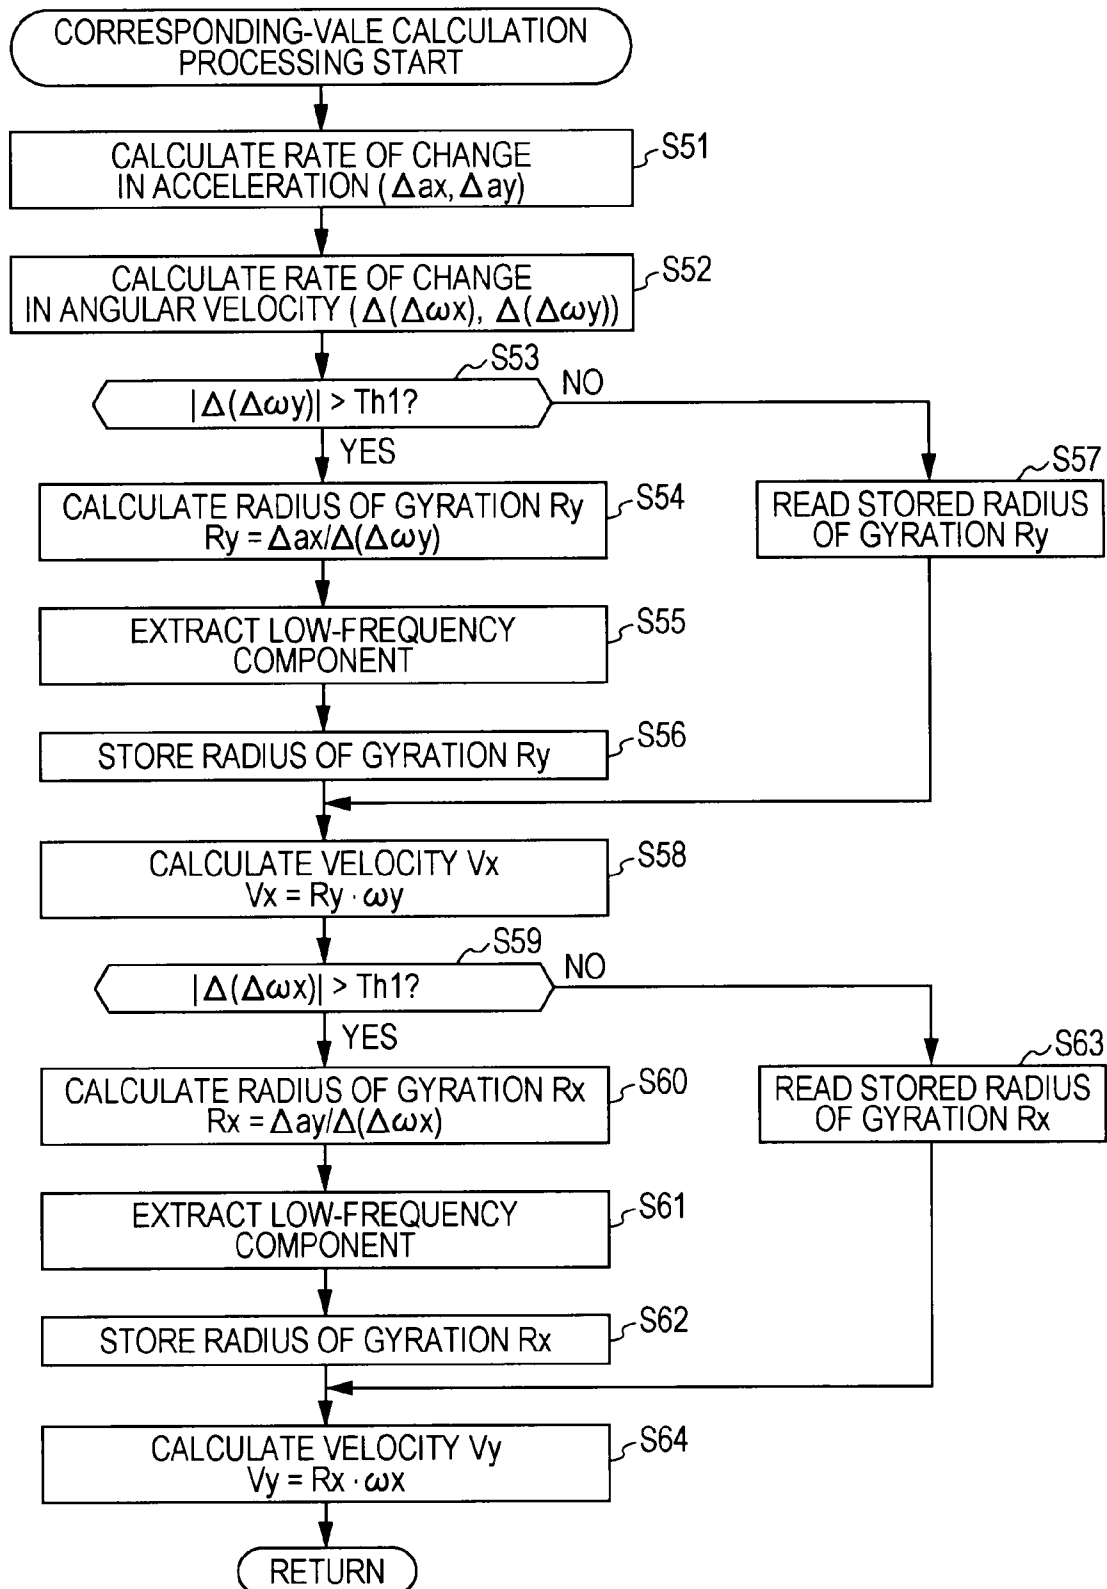 CORRESPONDING-VALE CALCULATION
PROCESSING START
CALCULATE RATE OF CHANGE
IN ACCELERATION (Δax, Δay)
S51
CALCULATE RATE OF CHANGE
IN ANGULAR VELOCITY (Δ(Δωx), Δ(Δωy))
S52
|Δ(Δωy)| > Th1?
S53
NO
YES
CALCULATE RADIUS OF GYRATION Ry
Ry = Δax/Δ(Δωy)
S54
READ STORED RADIUS
OF GYRATION Ry
S57
EXTRACT LOW-FREQUENCY
COMPONENT
S55
STORE RADIUS OF GYRATION Ry
S56
CALCULATE VELOCITY Vx
Vx = Ry · ωy
S58
|Δ(Δωx)| > Th1?
S59
NO
YES
CALCULATE RADIUS OF GYRATION Rx
Rx = Δay/Δ(Δωx)
S60
READ STORED RADIUS
OF GYRATION Rx
S63
EXTRACT LOW-FREQUENCY
COMPONENT
S61
STORE RADIUS OF GYRATION Rx
S62
CALCULATE VELOCITY Vy
Vy = Rx · ωx
S64
RETURN